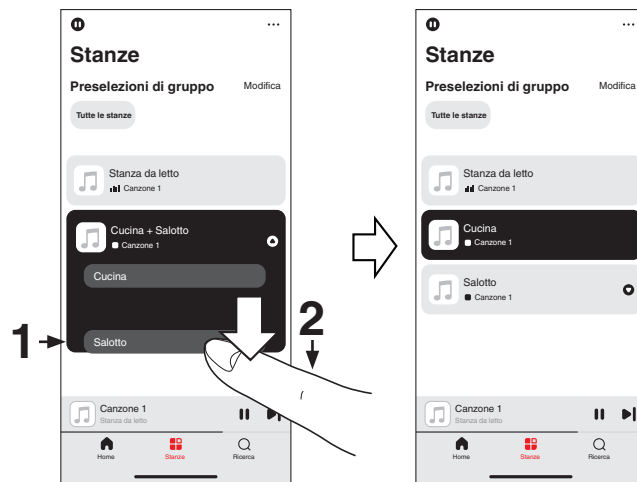 Stanze
Preselezioni di gruppo Modifica
Tutte le stanze
Stanza da letto
Canzone 1
Cucina + Salotto
Canzone 1
Cucina
Salotto
1
2
Canzone 1
Stanza da letto
Home Stanze Ricerca
Stanze
Preselezioni di gruppo Modifica
Tutte le stanze
Stanza da letto
Canzone 1
Cucina
Canzone 1
Salotto
Canzone 1
Canzone 1
Stanza da letto
Home Stanze Ricerca